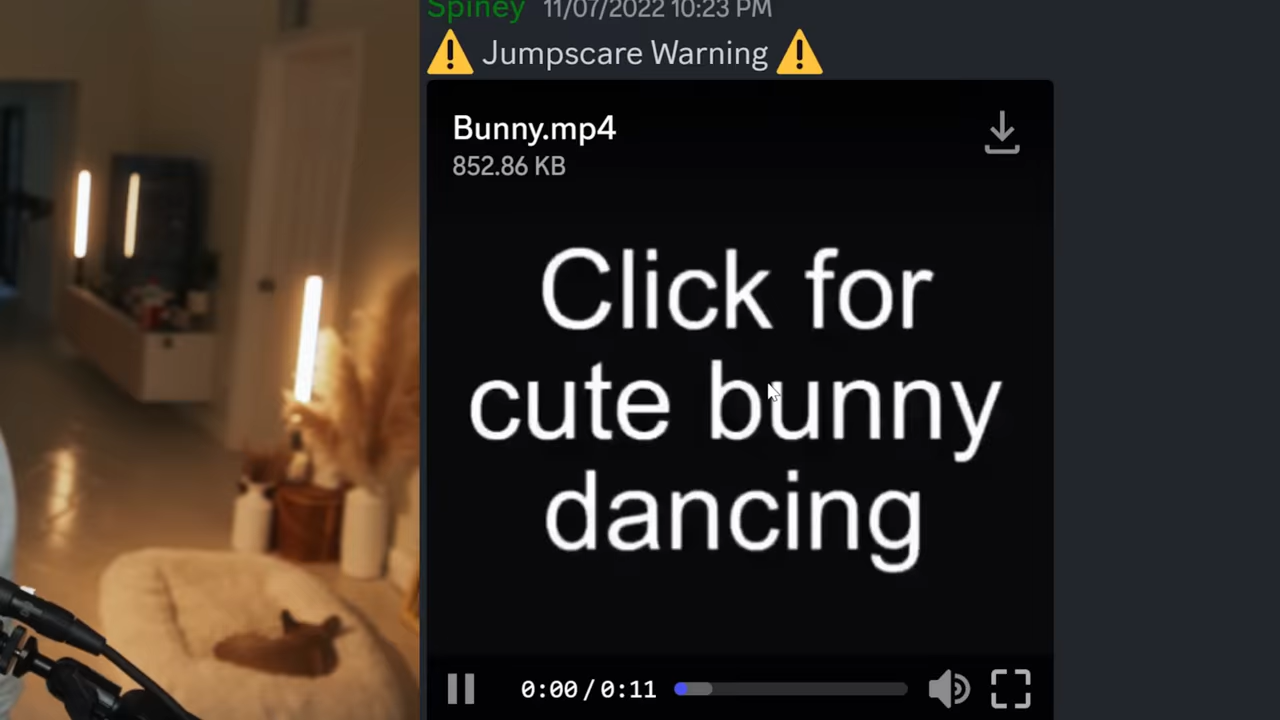 Spiney 11/07/2022 10:23 PM
⚠️ Jumpscare Warning ⚠️
Bunny.mp4
852.86 KB
Click for
cute bunny
dancing
0:00/0:11